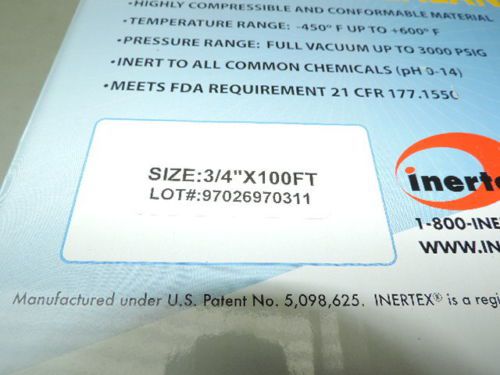 •HIGHLY COMPRESSIBLE AND CONFORMABLE MATERIAL
•TEMPERATURE RANGE: -450° F UP TO +600° F
•PRESSURE RANGE: FULL VACUUM UP TO 3000 PSIG
•INERT TO ALL COMMON CHEMICALS (pH 0-14)
•MEETS FDA REQUIREMENT 21 CFR 177.1550
SIZE:3/4"X100FT
LOT#:97026970311
inertex
1-800-INE
WWW.IN
Manufactured under U.S. Patent No. 5,098,625. INERTEX® is a regi